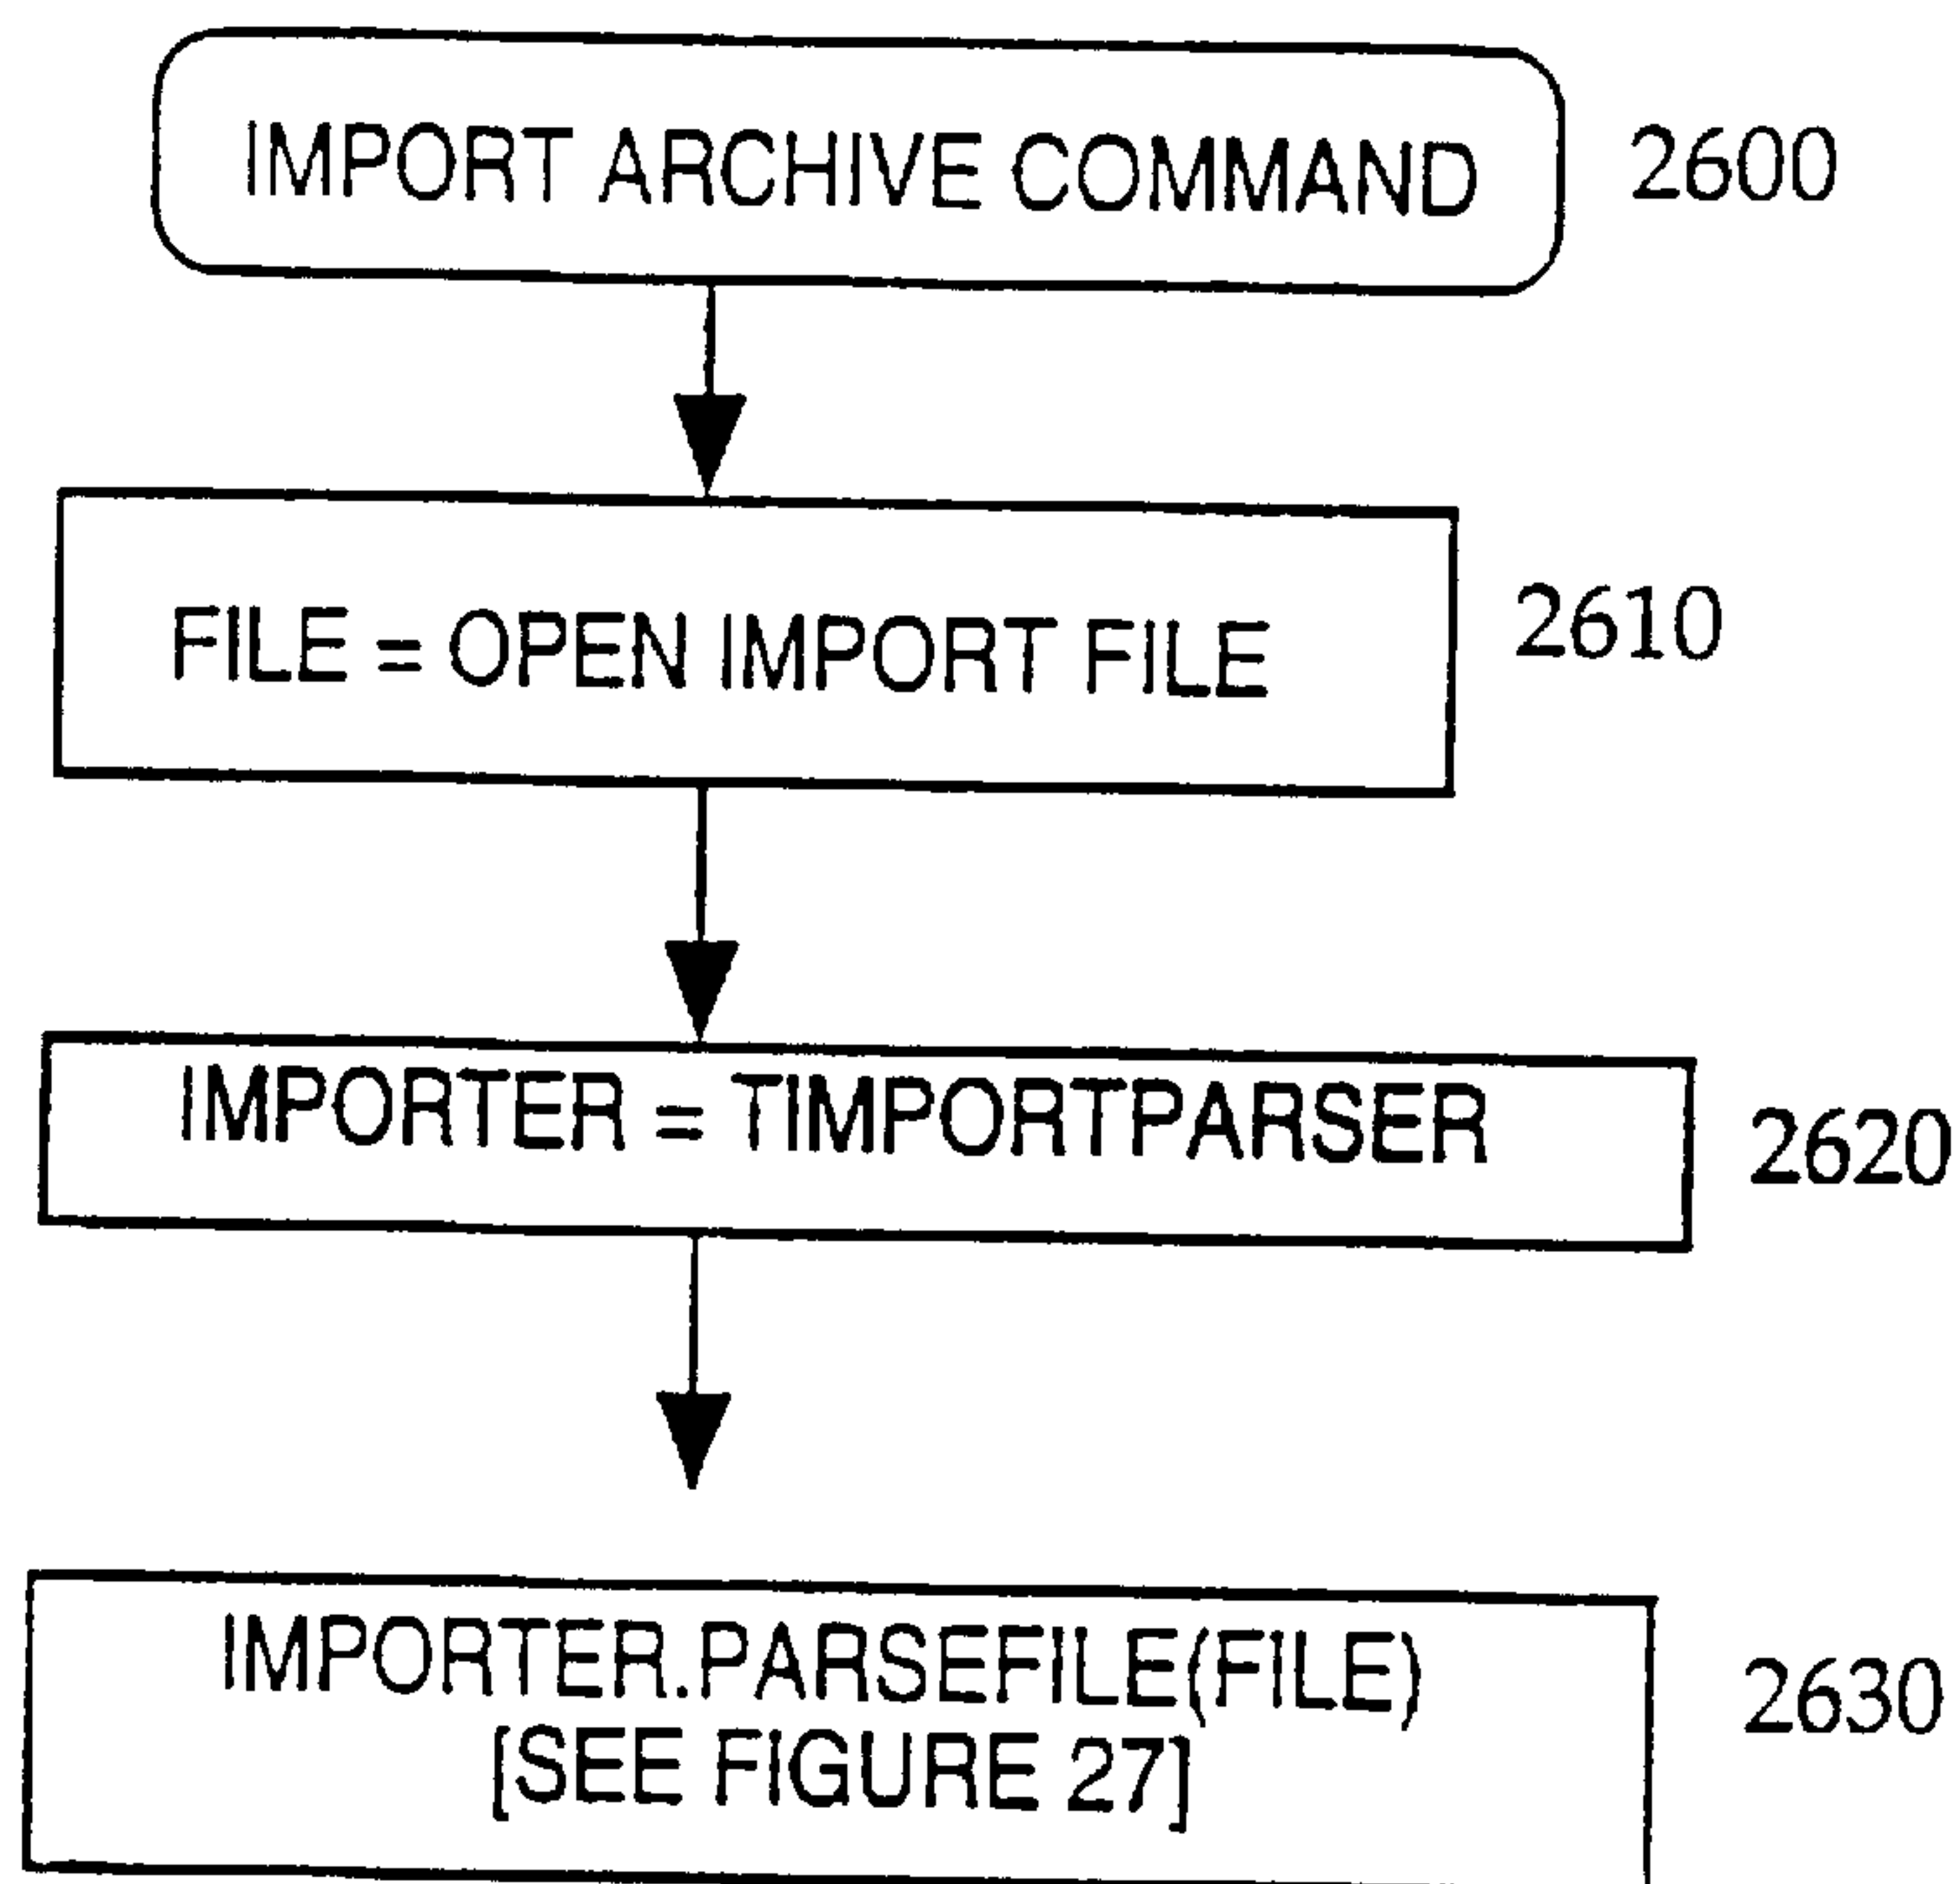 IMPORT ARCHIVE COMMAND
2600
FILE = OPEN IMPORT FILE
2610
IMPORTER = TIMPORTPARSER
2620
IMPORTER.PARSEFILE(FILE)
[SEE FIGURE 27]
2630